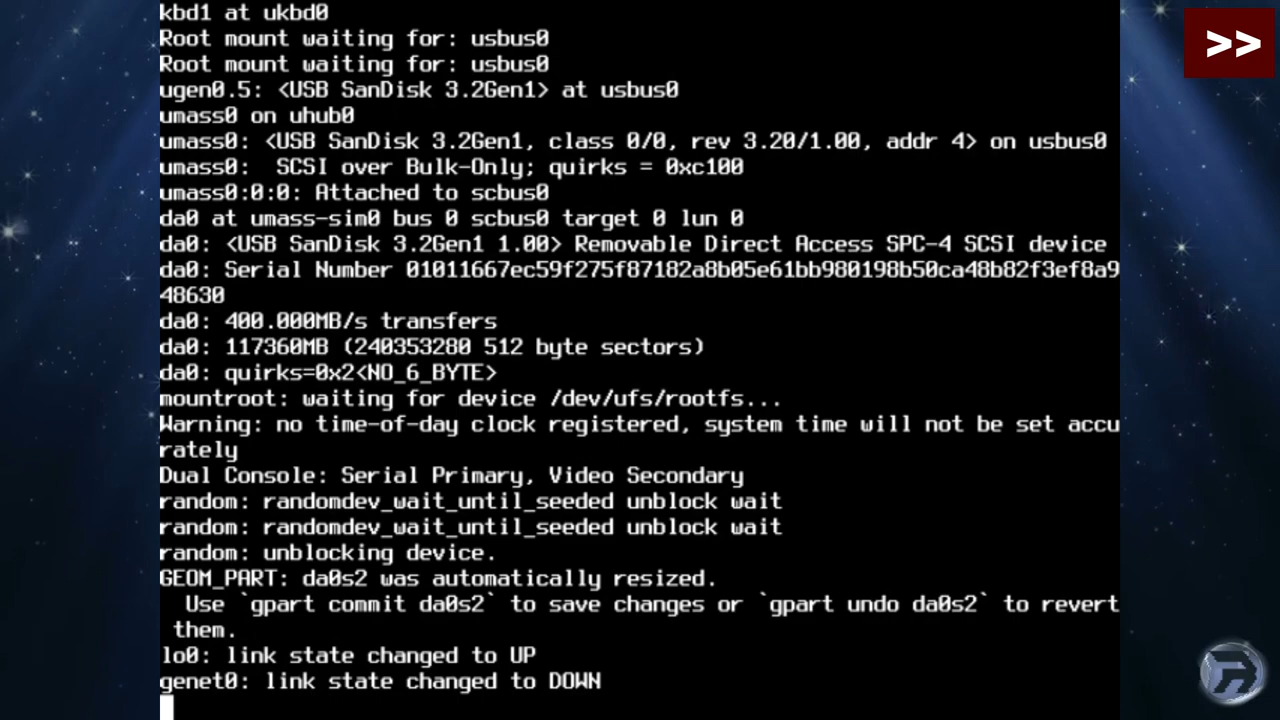 >>
kbd1 at ukbd0
Root mount waiting for: usbus0
Root mount waiting for: usbus0
ugen0.5: <USB SanDisk 3.2Gen1> at usbus0
umass0 on uhub0
umass0: <USB SanDisk 3.2Gen1, class 0/0, rev 3.20/1.00, addr 4> on usbus0
umass0:  SCSI over Bulk-Only; quirks = 0xc100
umass0:0:0: Attached to scbus0
da0 at umass-sim0 bus 0 scbus0 target 0 lun 0
da0: <USB SanDisk 3.2Gen1 1.00> Removable Direct Access SPC-4 SCSI device
da0: Serial Number 01011667ec59f275f87182a8b05e61bb980198b50ca48b82f3ef8a9
48630
da0: 400.000MB/s transfers
da0: 117360MB (240353280 512 byte sectors)
da0: quirks=0x2<NO_6_BYTE>
mountroot: waiting for device /dev/ufs/rootfs...
Warning: no time-of-day clock registered, system time will not be set accu
rately
Dual Console: Serial Primary, Video Secondary
random: randomdev_wait_until_seeded unblock wait
random: randomdev_wait_until_seeded unblock wait
random: unblocking device.
GEOM_PART: da0s2 was automatically resized.
  Use `gpart commit da0s2` to save changes or `gpart undo da0s2` to revert
 them.
lo0: link state changed to UP
genet0: link state changed to DOWN